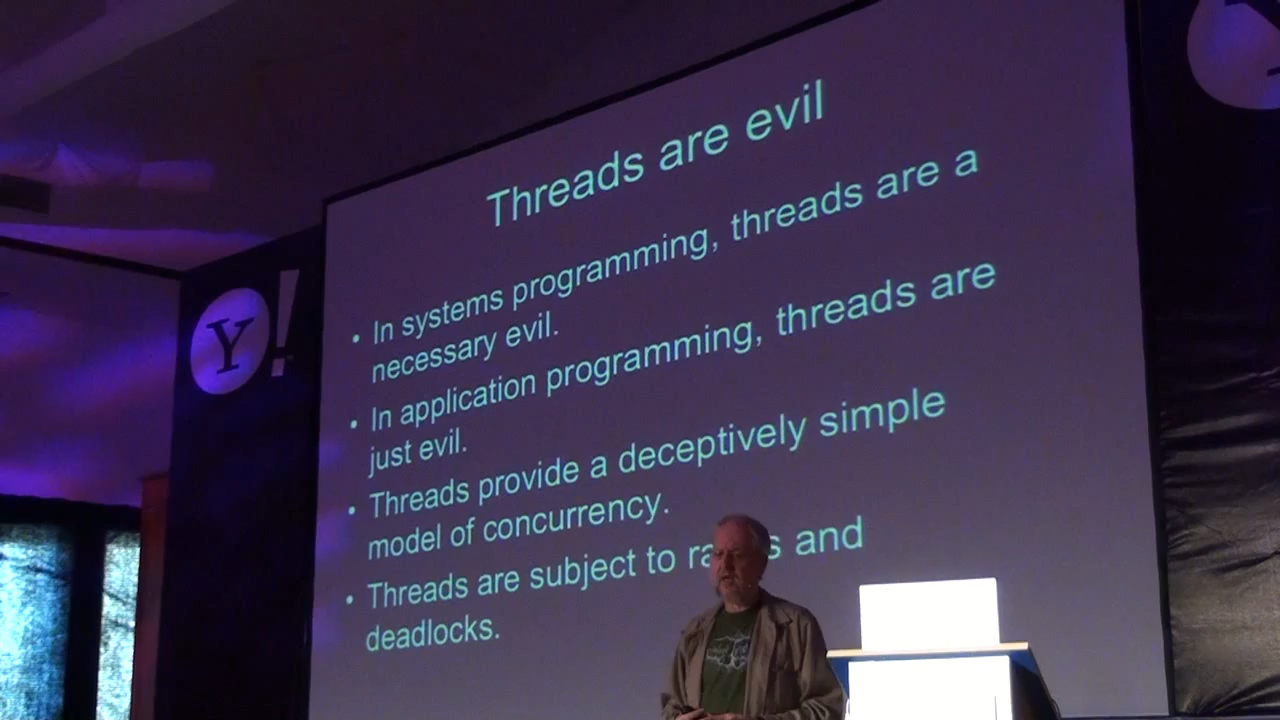 Threads are evil
• In systems programming, threads are a
necessary evil.
• In application programming, threads are
just evil.
• Threads provide a deceptively simple
model of concurrency.
• Threads are subject to and
deadlocks.
Y!